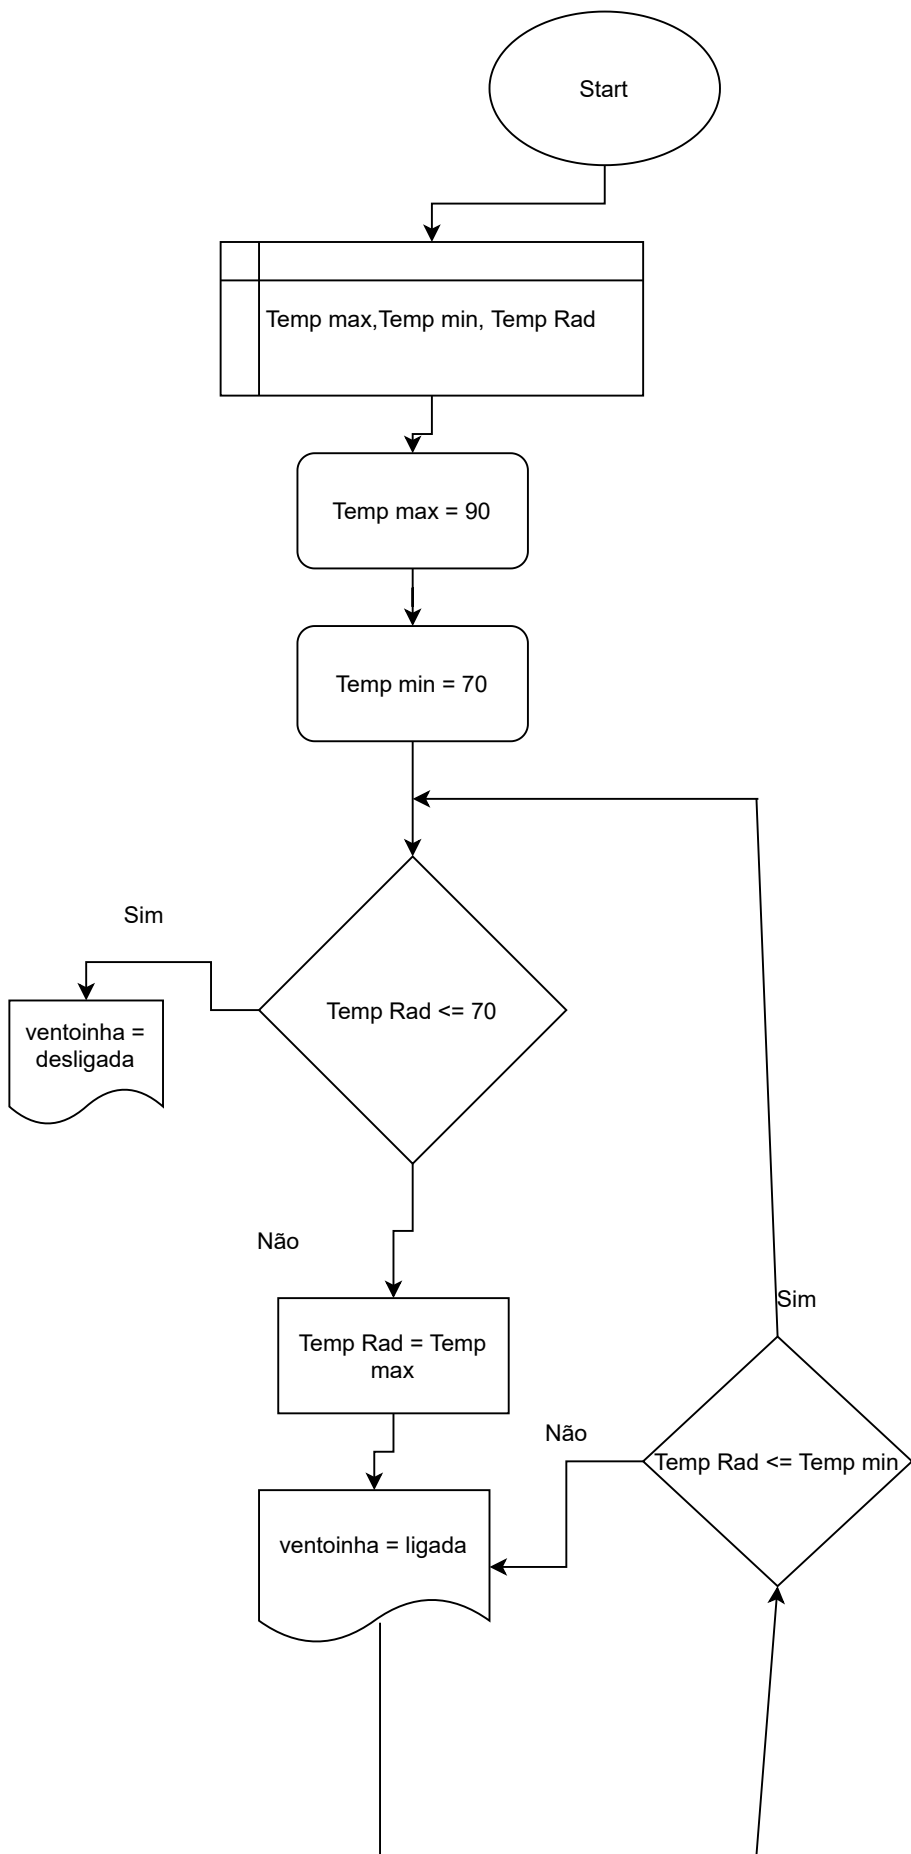 Start
Temp max,Temp min, Temp Rad
Temp max = 90
Temp min = 70
Sim
Temp Rad <= 70
ventoinha =
desligada
Não
Sim
Temp Rad = Temp
max
Não
Temp Rad <= Temp min
ventoinha = ligada